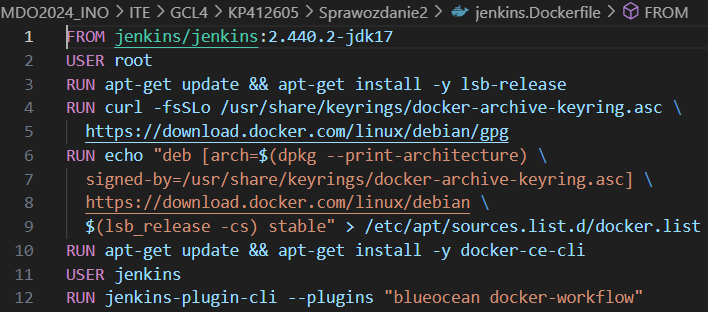 MDO2024_INO > ITE > GCL4 > KP412605 > Sprawozdanie2 > jenkins.Dockerfile > FROM
1 FROM jenkins/jenkins:2.440.2-jdk17
2 USER root
3 RUN apt-get update && apt-get install -y lsb-release
4 RUN curl -fsSLo /usr/share/keyrings/docker-archive-keyring.asc \
5 https://download.docker.com/linux/debian/gpg
6 RUN echo "deb [arch=$(dpkg --print-architecture) \
7 signed-by=/usr/share/keyrings/docker-archive-keyring.asc] \
8 https://download.docker.com/linux/debian \
9 $(lsb_release -cs) stable" > /etc/apt/sources.list.d/docker.list
10 RUN apt-get update && apt-get install -y docker-ce-cli
11 USER jenkins
12 RUN jenkins-plugin-cli --plugins "blueocean docker-workflow"